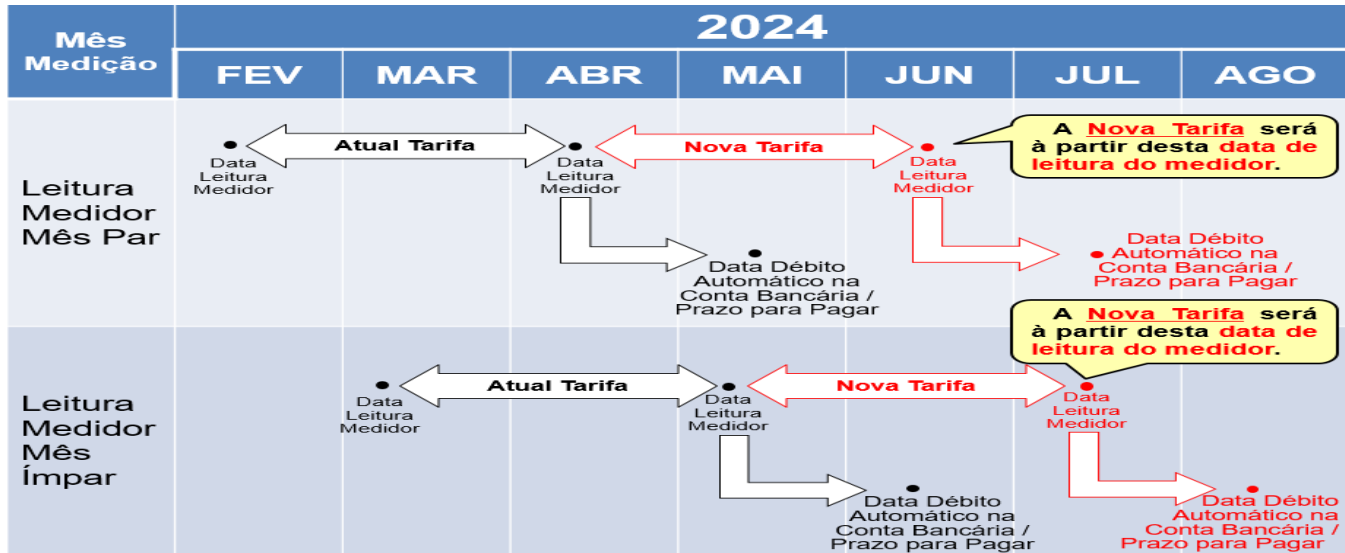 Mês
Medição
2024
FEV
MAR
ABR
MAI
JUN
JUL
AGO
Leitura
Medidor
Mês Par
Atual Tarifa
Nova Tarifa
Data
Leitura
Medidor
Data
Leitura
Medidor
Data
Leitura
Medidor
A Nova Tarifa será
à partir desta data de
leitura do medidor.
Data Débito
Automático na
Conta Bancária /
Prazo para Pagar
Data Débito
Automático na
Conta Bancária /
Prazo para Pagar
Leitura
Medidor
Mês
Ímpar
Atual Tarifa
Nova Tarifa
Data
Leitura
Medidor
Data
Leitura
Medidor
Data
Leitura
Medidor
A Nova Tarifa será
à partir desta data de
leitura do medidor.
Data Débito
Automático na
Conta Bancária /
Prazo para Pagar
Data Débito
Automático na
Conta Bancária /
Prazo para Pagar